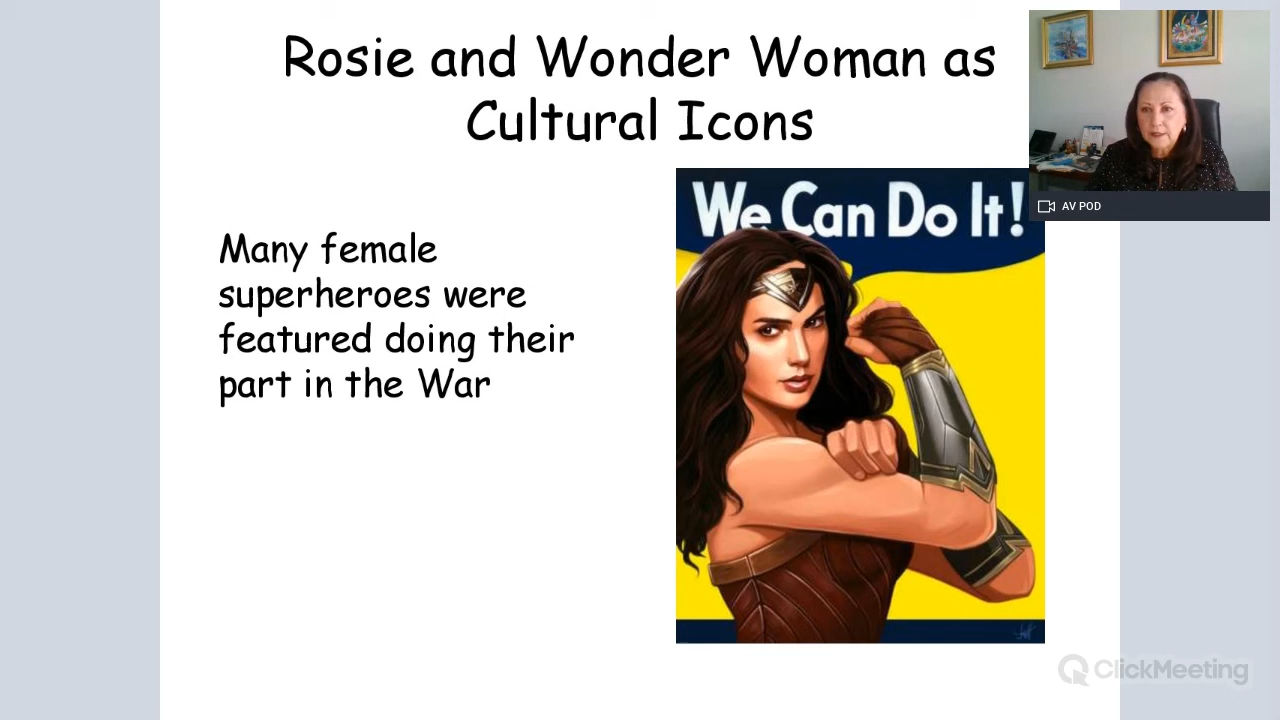 Rosie and Wonder Woman as
Cultural Icons
Many female
superheroes were
featured doing their
part in the War
We Can Do It!
AV POD
ClickMeeting